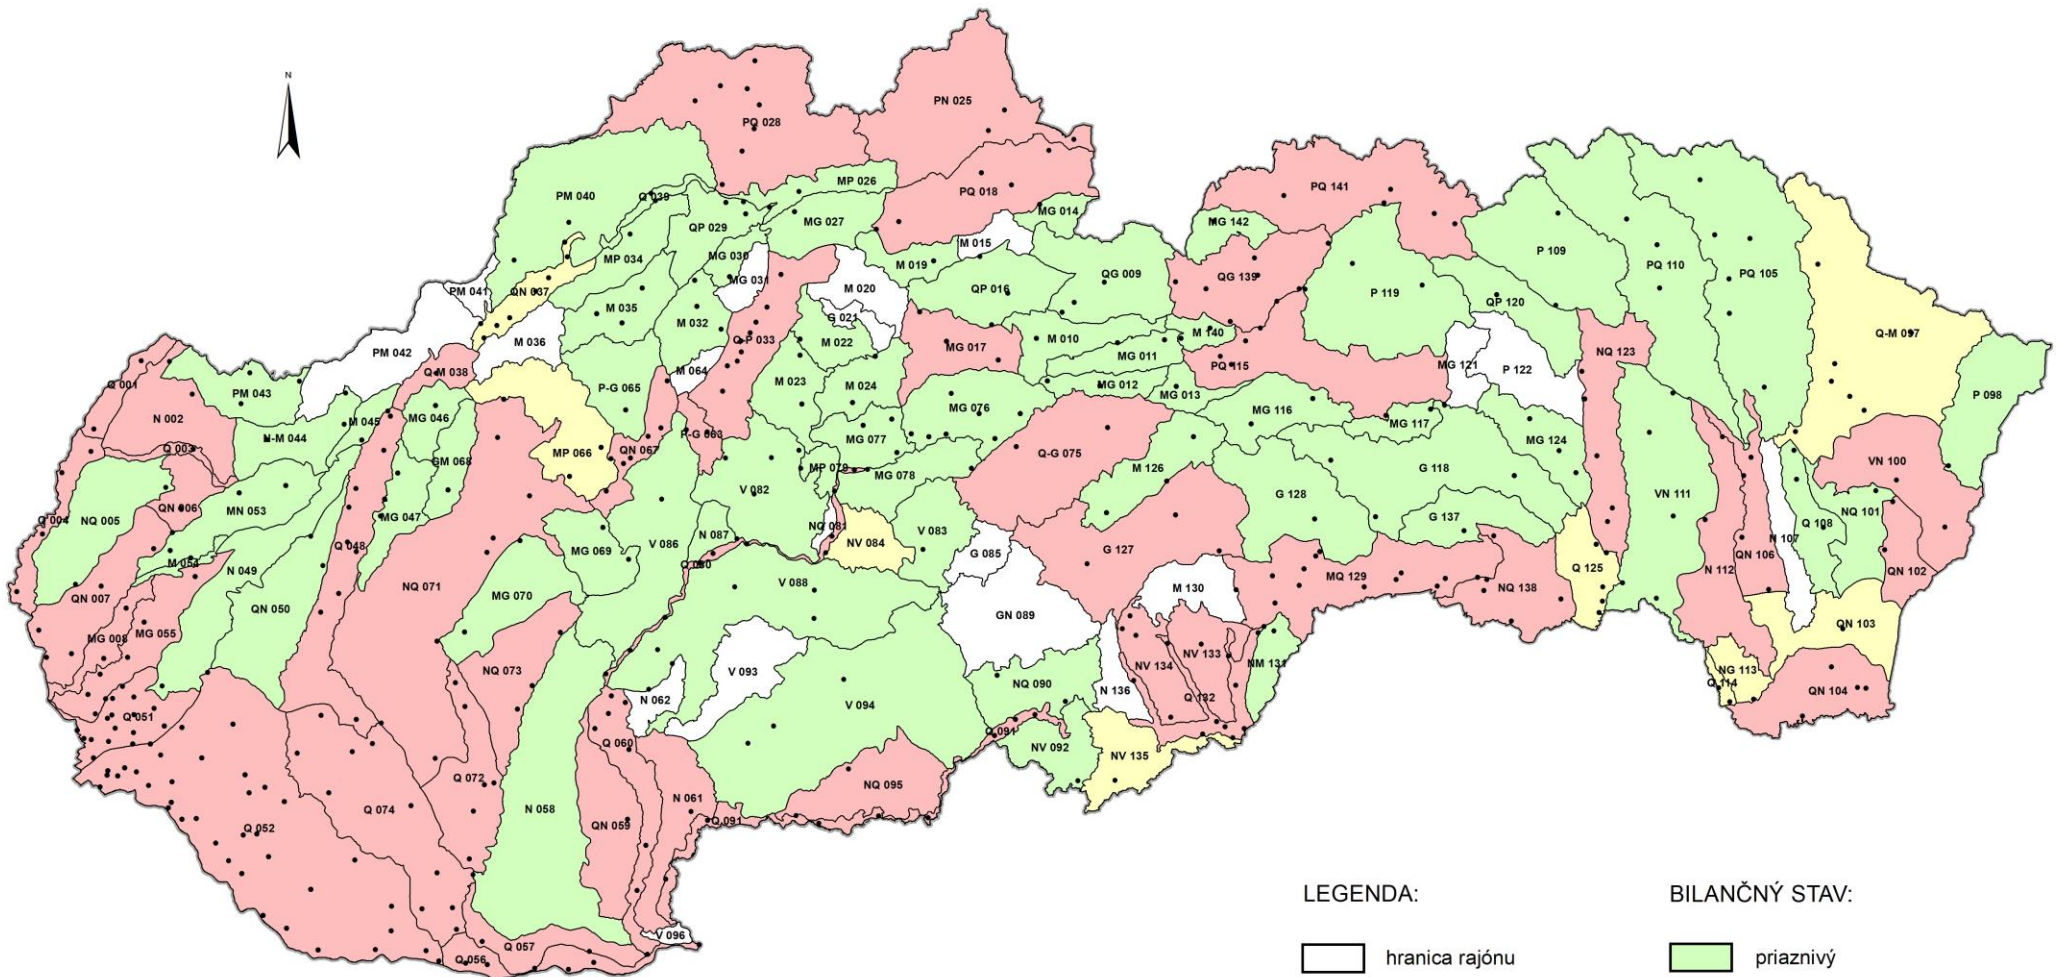 N
PN 025
PQ 028
MP 026
PQ 018
PQ 141
PM 040
Q 039
MG 027
MG 014
MG 142
QP 029
M 015
P 109
MP 034
MG 030
M 019
QG 009
QG 139
PQ 110
PQ 105
MG 031
M 020
PM 041
QN 037
QP 016
P 119
QP 120
M 035
G 021
M 032
M 140
Q-M 097
M 036
Q-P 033
M 022
MG 017
M 010
MG 011
NQ 123
PM 042
M 064
PQ 115
MG 121
P 122
Q-M 038
Q 001
MG 012
P-G 065
M 023
M 024
MG 013
PM 043
P 098
MG 076
MG 116
N 002
M 045
MG 046
MG 117
P-G 063
N-M 044
MG 077
MG 124
Q 003
MP 066
QN 067
GM 068
Q-G 075
M 126
G 118
VN 100
MP 079
MG 078
V 082
G 128
VN 111
MN 053
QN 006
MG 047
NQ 101
NQ 005
Q 004
NQ 081
V 083
G 137
Q 108
N 087
NV 084
N 107
Q 048
V 086
MG 069
G 085
G 127
QN 106
M 054
Q 080
Q 125
N 049
MQ 129
N 112
QN 102
NQ 071
V 088
M 130
NQ 138
MG 070
QN 007
QN 050
GN 089
QN 103
MG 055
MG 008
NV 133
NV 134
NM 131
NG 113
NQ 073
V 093
NQ 090
Q 114
QN 104
N 136
Q 132
N 062
V 094
Q 051
Q 091
Q 060
NV 092
NV 135
Q 072
NQ 095
N 061
Q 074
N 058
Q 091
QN 059
Q 052
V 096
Q 057
Q 056
LEGENDA:
BILANČNÝ STAV:
hranica rajónu
priaznivý